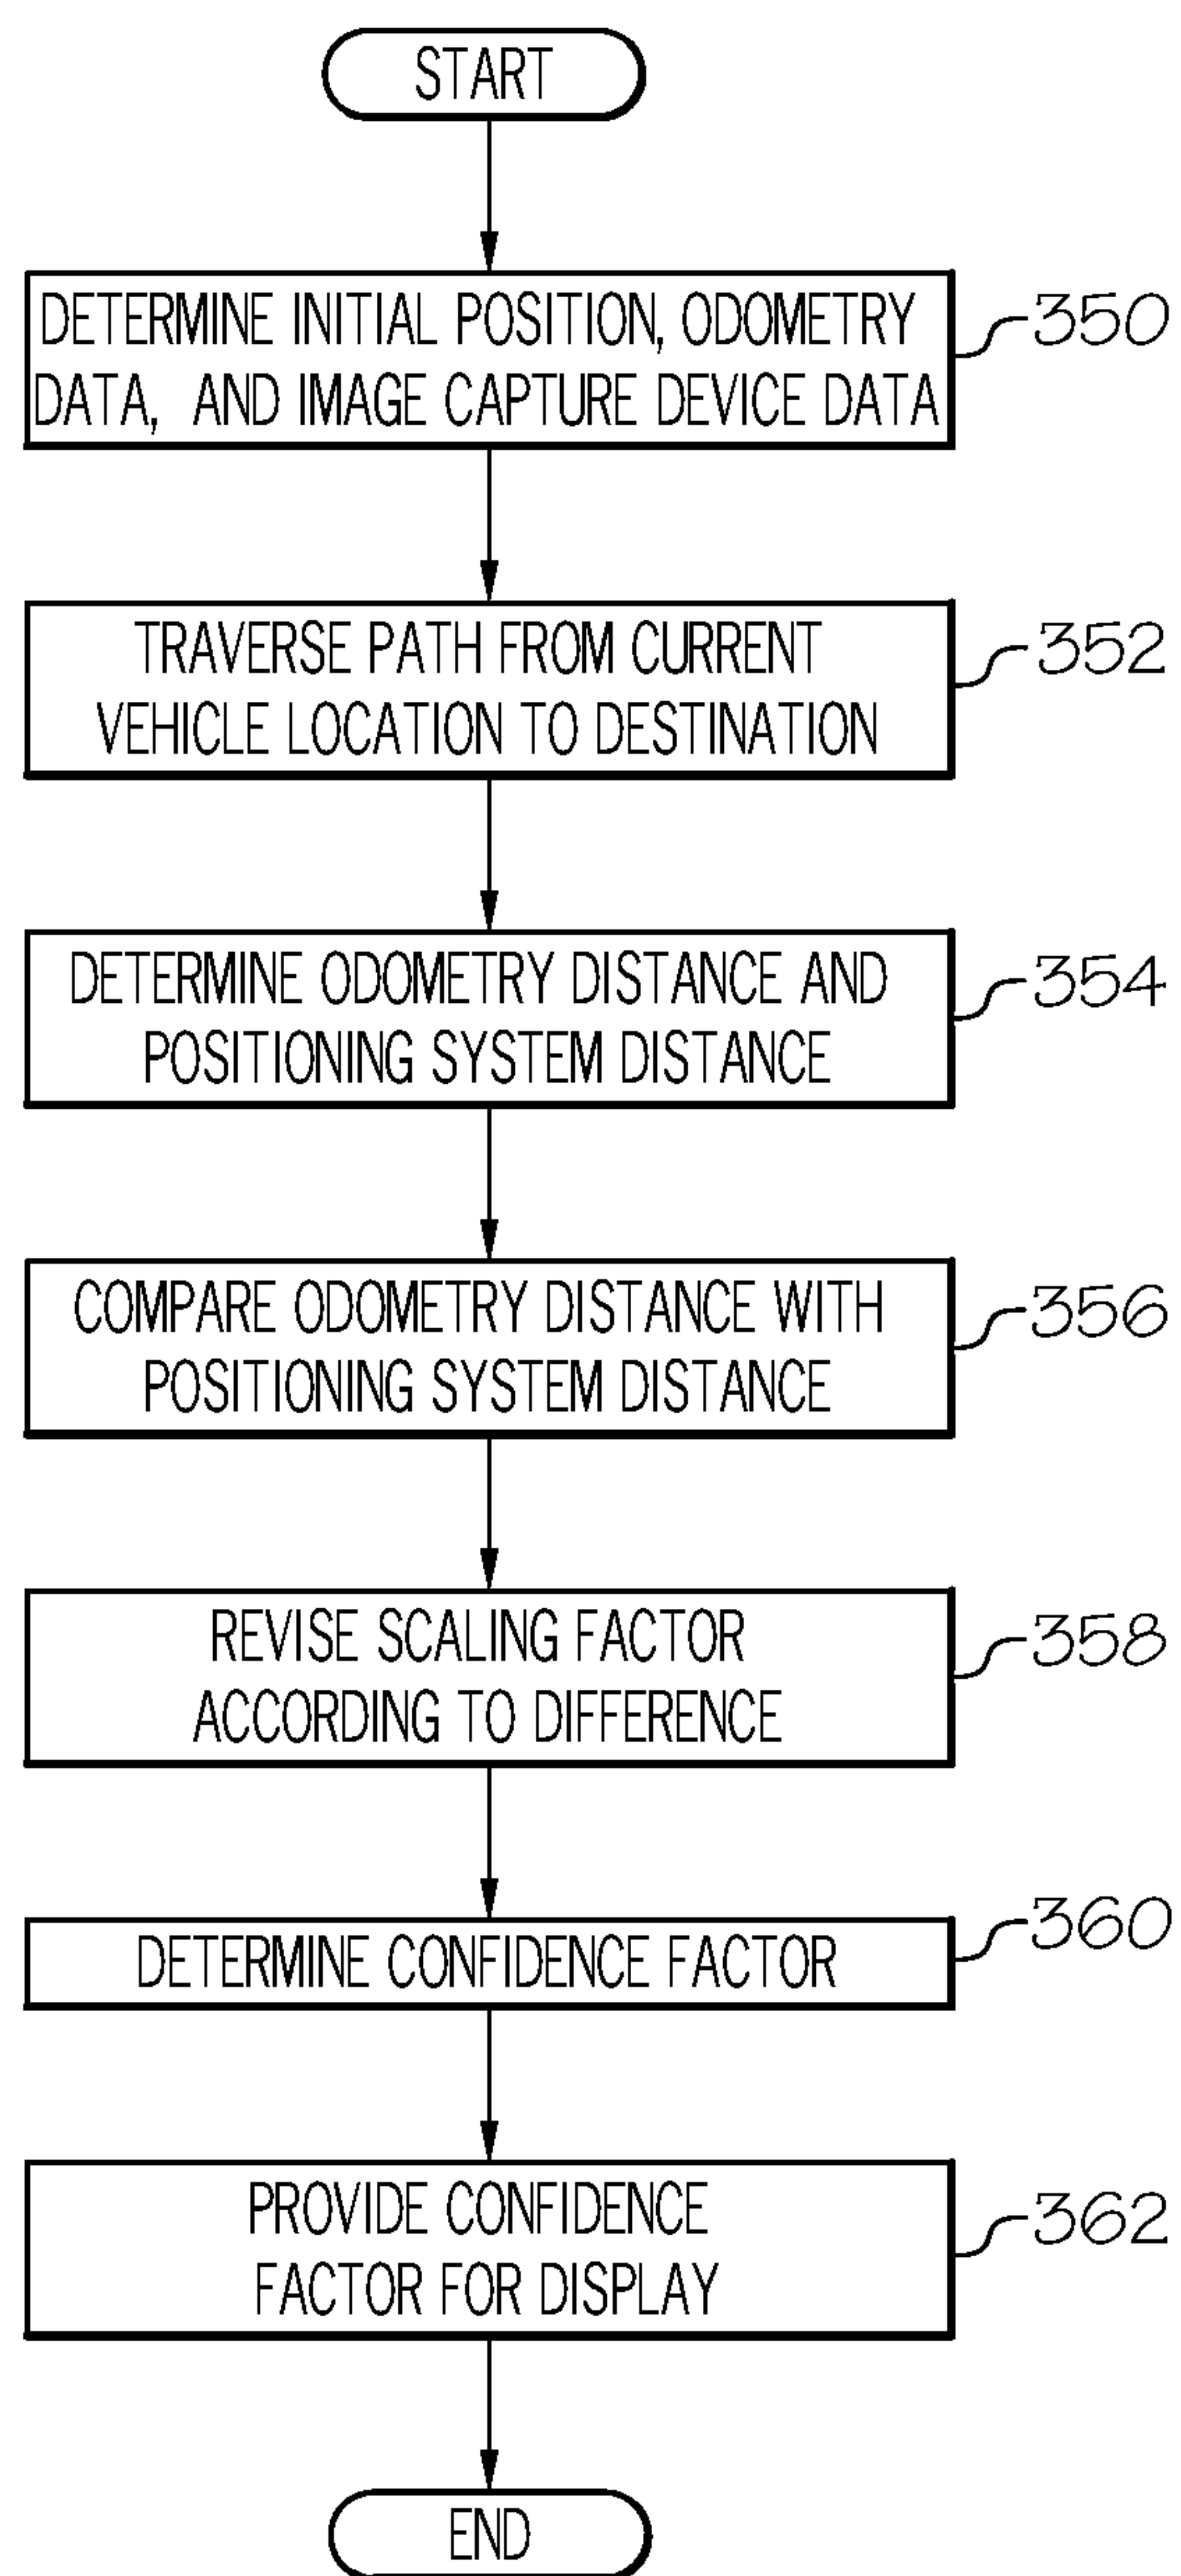 START
DETERMINE INITIAL POSITION, ODOMETRY
DATA, AND IMAGE CAPTURE DEVICE DATA
350
TRAVERSE PATH FROM CURRENT
VEHICLE LOCATION TO DESTINATION
352
DETERMINE ODOMETRY DISTANCE AND
POSITIONING SYSTEM DISTANCE
354
COMPARE ODOMETRY DISTANCE WITH
POSITIONING SYSTEM DISTANCE
356
REVISE SCALING FACTOR
ACCORDING TO DIFFERENCE
358
DETERMINE CONFIDENCE FACTOR
360
PROVIDE CONFIDENCE
FACTOR FOR DISPLAY
362
END